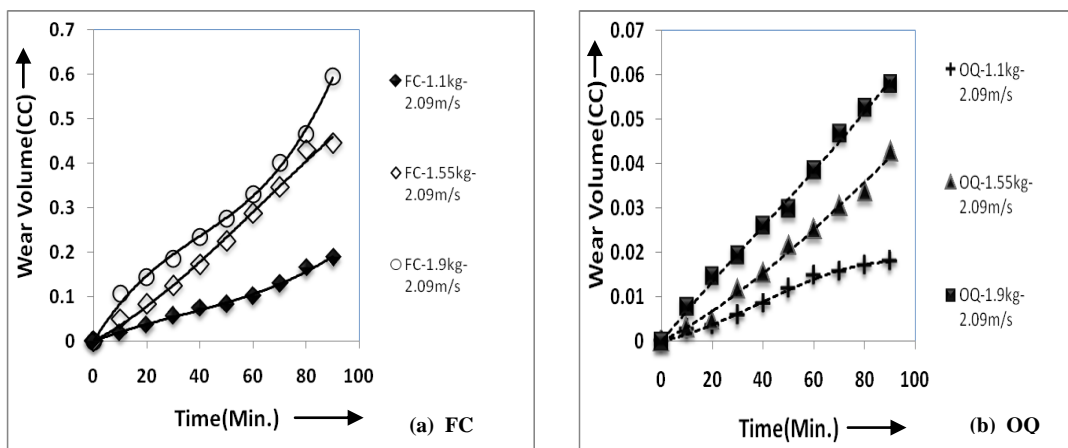 0.7
0.6
0.5
0.4
0.3
0.2
0.1
0
Wear Volume(CC)
0 20 40 60 80 100
Time(Min.)
FC-1.1kg-
2.09m/s
FC-1.55kg-
2.09m/s
FC-1.9kg-
2.09m/s
(a) FC
0.07
0.06
0.05
0.04
0.03
0.02
0.01
0
Wear Volume(CC)
0 20 40 60 80 100
Time(Min.)
OQ-1.1kg-
2.09m/s
OQ-1.55kg-
2.09m/s
OQ-1.9kg-
2.09m/s
(b) OQ